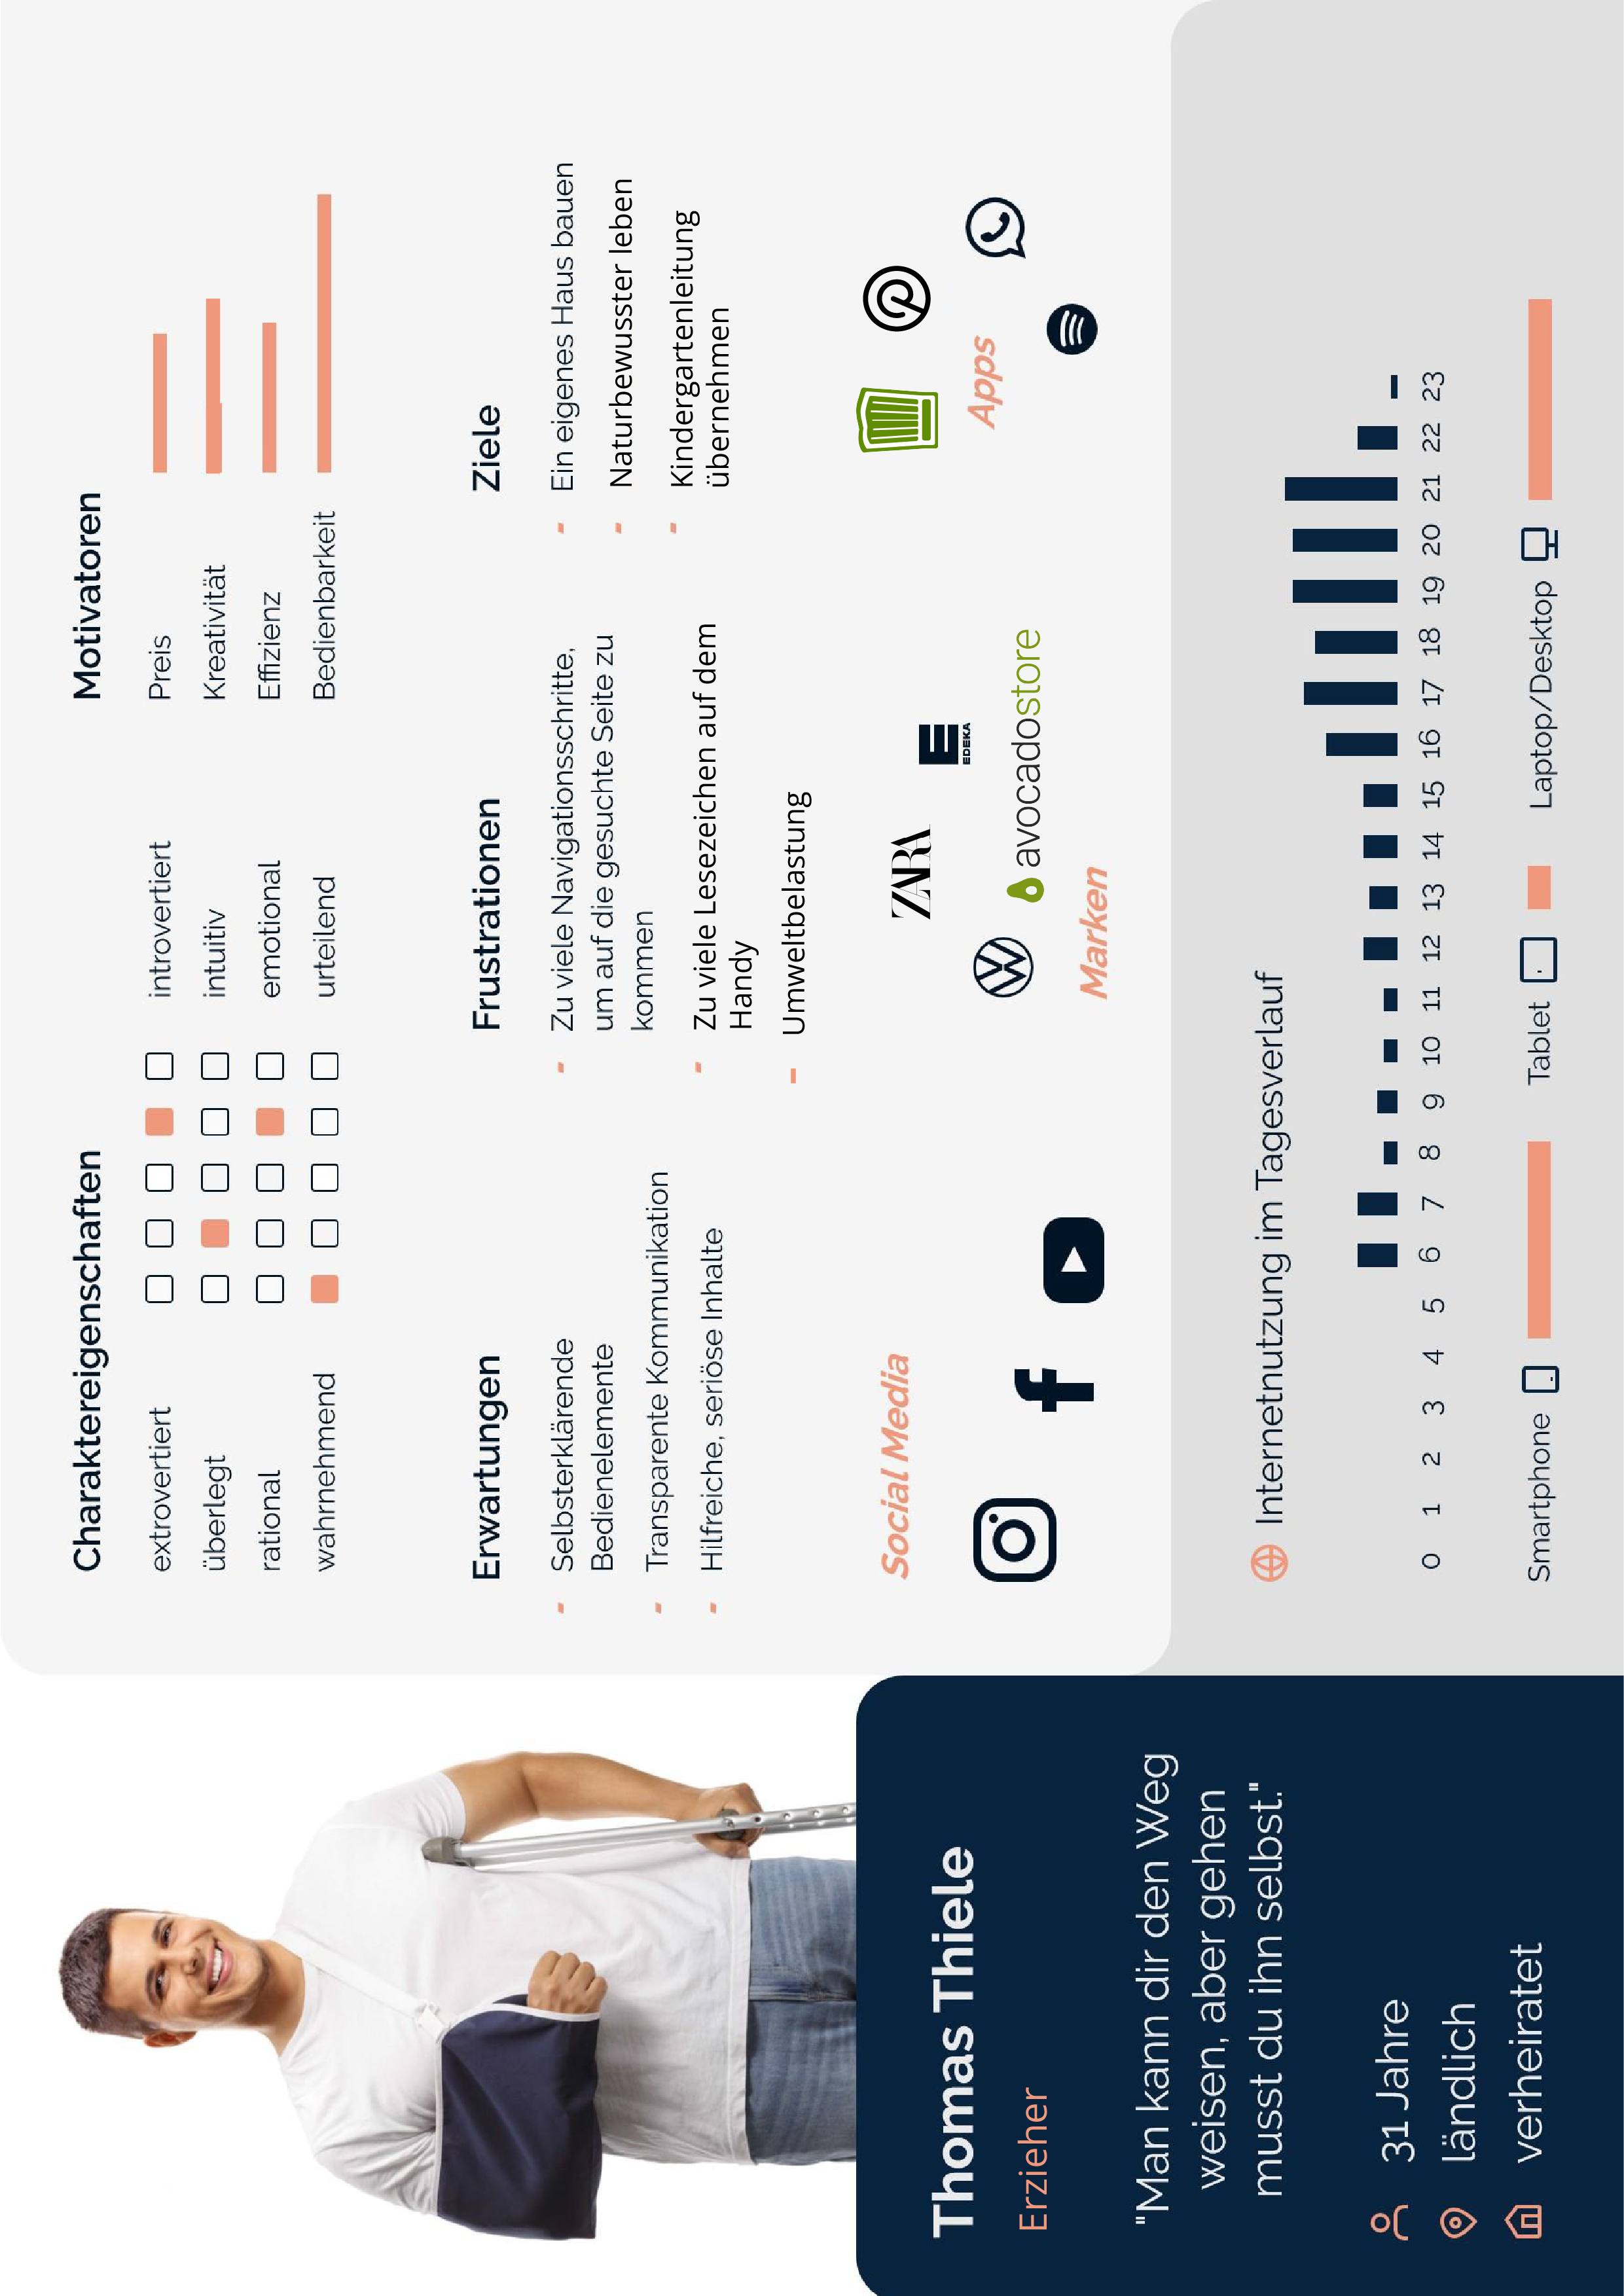 Thomas Thiele
Erzieher
"Man kann dir den Weg
weisen, aber gehen
musst du ihn selbst."
31 Jahre
ländlich
verheiratet
Charaktereigenschaften
extrovertiert introvertiert
überlegt intuitiv
rational emotional
wahrnehmend urteilend
Motivatoren
Preis
Kreativität
Effizienz
Bedienbarkeit
Erwartungen
- Selbsterklärende
Bedienelemente
- Transparente Kommunikation
- Hilfreiche, seriöse Inhalte
Frustrationen
- Zu viele Navigationsschritte,
um auf die gesuchte Seite zu
kommen
- Zu viele Lesezeichen auf dem
Handy
- Umweltbelastung
Ziele
- Ein eigenes Haus bauen
- Naturbewusster leben
- Kindergartenleitung
übernehmen
Social Media
ZARA
E
EDEKA
avocadostore
Marken
Apps
Internetnutzung im Tagesverlauf
0 1 2 3 4 5 6 7 8 9 10 11 12 13 14 15 16 17 18 19 20 21 22 23
Smartphone Tablet Laptop/Desktop